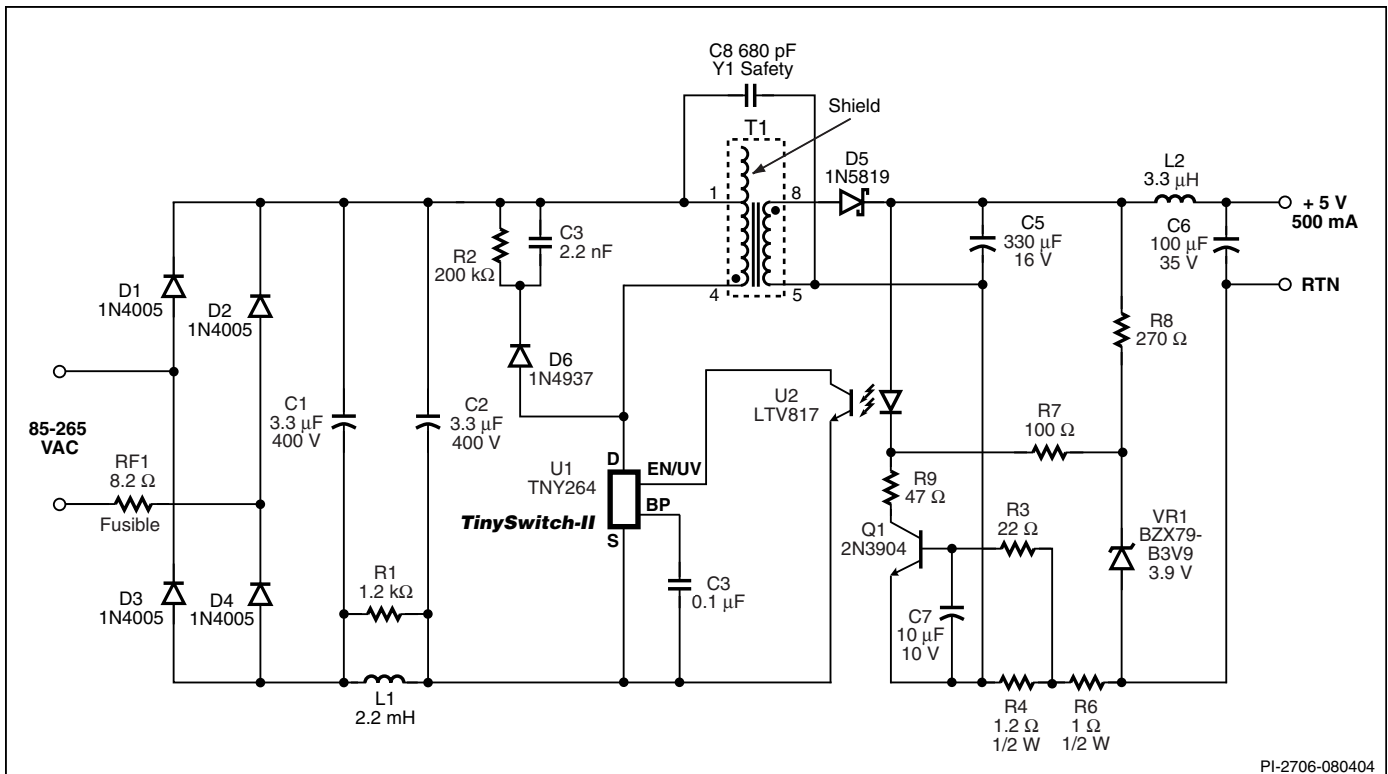 C8 680 pF
Y1 Safety
Shield
T1
D5
1N5819
L2
3.3 µH
1
8
+ 5 V
500 mA
C5
330 µF
16 V
C6
100 µF
35 V
R2
200 kΩ
C3
2.2 nF
4
5
RTN
D1
1N4005
D2
1N4005
R8
270 Ω
D6
1N4937
85-265
VAC
C1
3.3 µF
400 V
C2
3.3 µF
400 V
U2
LTV817
R7
100 Ω
RF1
8.2 Ω
Fusible
U1
TNY264
D
EN/UV
BP
S
TinySwitch-II
R9
47 Ω
Q1
2N3904
R3
22 Ω
VR1
BZX79-
B3V9
3.9 V
D3
1N4005
D4
1N4005
R1
1.2 kΩ
C3
0.1 µF
C7
10 µF
10 V
L1
2.2 mH
R4
1.2 Ω
1/2 W
R6
1 Ω
1/2 W
PI-2706-080404